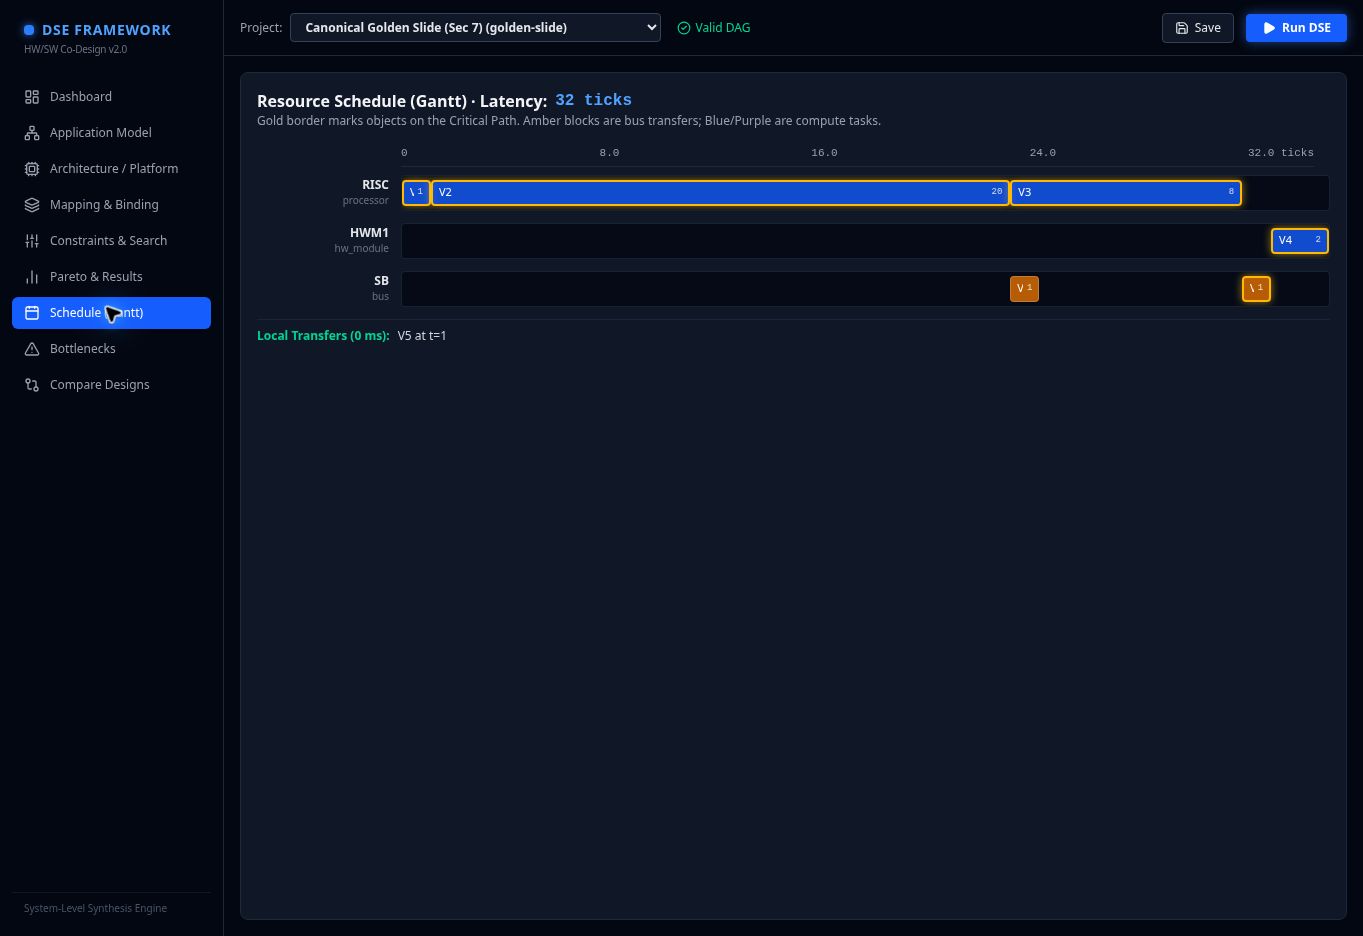 DSE FRAMEWORK
HW/SW Co-Design v2.0
Dashboard
Application Model
Architecture / Platform
Mapping & Binding
Constraints & Search
Pareto & Results
Schedule
Bottlenecks
Compare Designs
System-Level Synthesis Engine
Project: Canonical Golden Slide (Sec 7) (golden-slide) Valid DAG Save Run DSE
Resource Schedule (Gantt) · Latency: 32 ticks
Gold border marks objects on the Critical Path. Amber blocks are bus transfers; Blue/Purple are compute tasks.
0 8.0 16.0 24.0 32.0 ticks
RISC
processor
1 V2 20 V3 8
HWM1
hw_module
V4 2
SB
bus
1 1
Local Transfers (0 ms): V5 at t=1